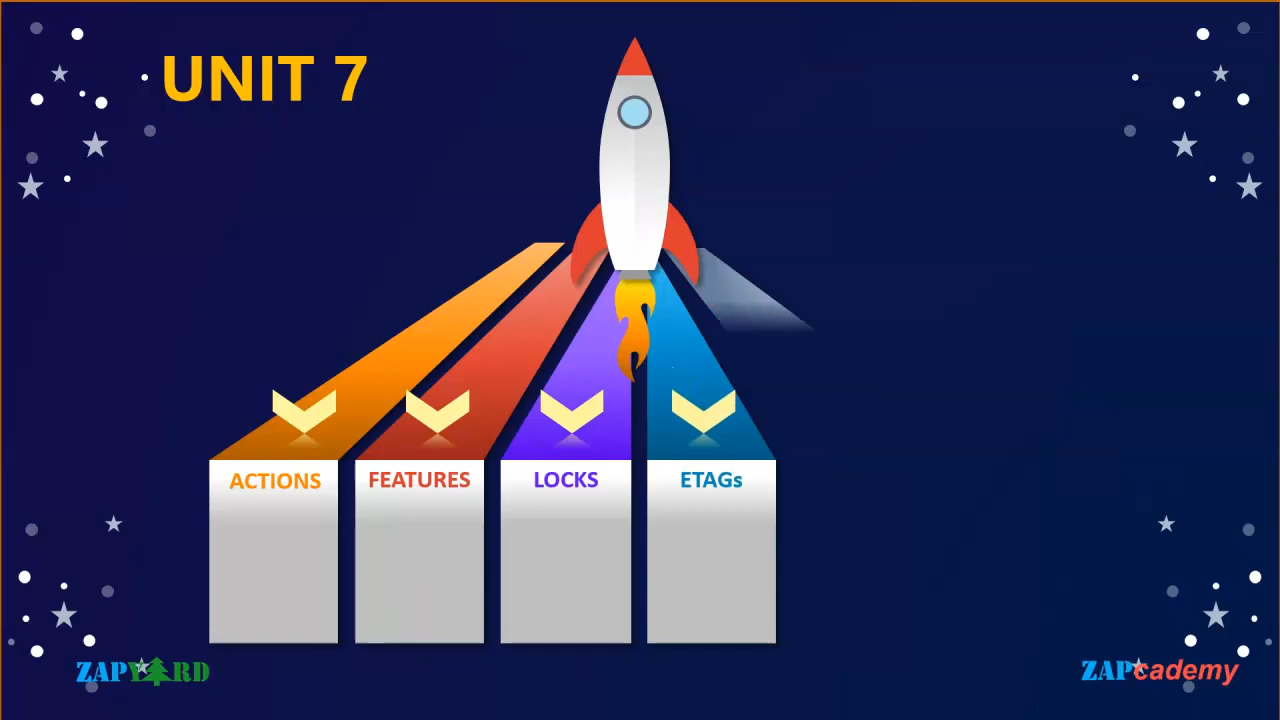 UNIT 7
ACTIONS
FEATURES
LOCKS
ETAGs
ZAPYARD
ZAPcademy